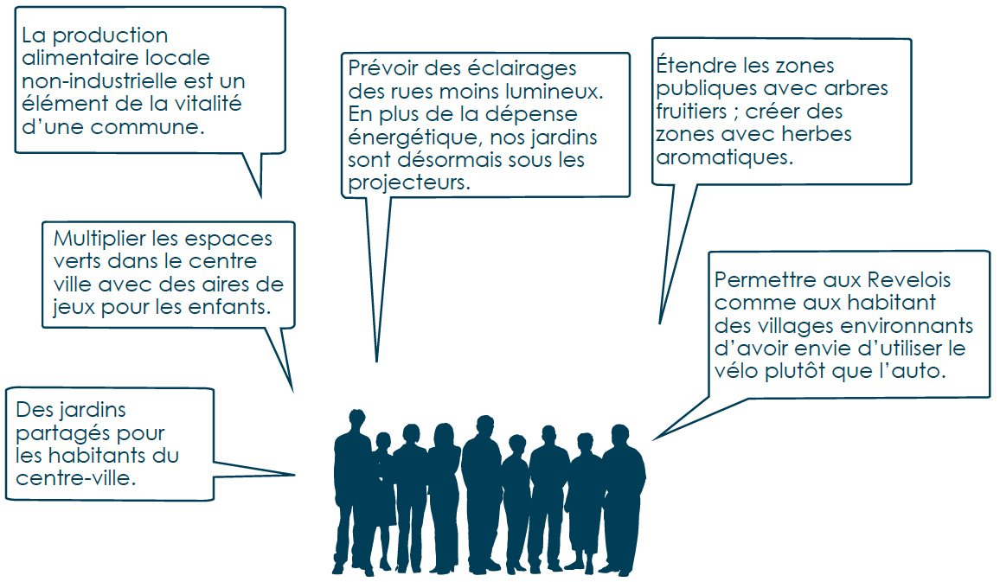 La production
alimentaire locale
non-industrielle est un
élément de la vitalité
d’une commune.
Prévoir des éclairages
des rues moins lumineux.
En plus de la dépense
énergétique, nos jardins
sont désormais sous les
projecteurs.
Étendre les zones
publiques avec arbres
fruitiers ; créer des
zones avec herbes
aromatiques.
Multiplier les espaces
verts dans le centre
ville avec des aires de
jeux pour les enfants.
Permettre aux Revelois
comme aux habitant
des villages environnants
d’avoir envie d’utiliser le
vélo plutôt que l’auto.
Des jardins
partagés pour
les habitants du
centre-ville.